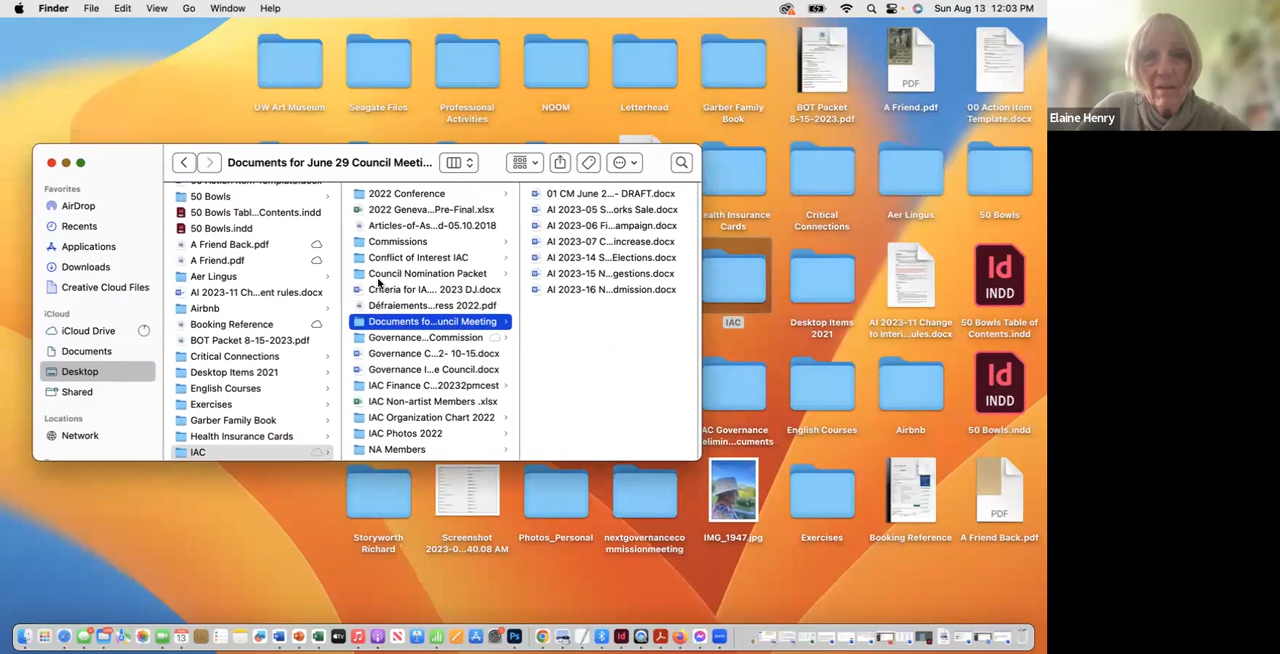 Finder File Edit View Go Window Help
Sun Aug 13 12:03 PM
UW Art Museum
Seagate Files
Professional
Activities
NOOM
Letterhead
Garber Family
Book
BOT Packet
8-15-2023.pdf
PDF
A Friend.pdf
00 Action Item
Template.docx
Elaine Henry
Documents for June 29 Council Meeti...
Favorites
AirDrop
Recents
Applications
Downloads
Creative Cloud Files
iCloud
iCloud Drive
Documents
Desktop
Shared
Locations
Network
50 Bowls
50 Bowls Tabl...Contents.indd
50 Bowls.indd
A Friend Back.pdf
A Friend.pdf
Aer Lingus
AI 2023-11 Ch...ent rules.docx
Airbnb
Booking Reference
BOT Packet 8-15-2023.pdf
Critical Connections
Desktop Items 2021
English Courses
Exercises
Garber Family Book
Health Insurance Cards
IAC
2022 Conference
2022 Geneva...Pre-Final.xlsx
Articles-of-As...d-05.10.2018
Commissions
Conflict of Interest IAC
Council Nomination Packet
Criteria for IA.... 2023 DJ.docx
Défraiements...ress 2022.pdf
Documents fo...uncil Meeting
Governance...Commission
Governance C...2- 10-15.docx
Governance I...e Council.docx
IAC Finance C...20232pmcest
IAC Non-artist Members .xlsx
IAC Organization Chart 2022
IAC Photos 2022
NA Members
01 CM June 2...- DRAFT.docx
AI 2023-05 S...orks Sale.docx
AI 2023-06 Fi...ampaign.docx
AI 2023-07 C...increase.docx
AI 2023-14 S...Elections.docx
AI 2023-15 N...gestions.docx
AI 2023-16 N...dmission.docx
ealth Insurance
Cards
Critical
Connections
Aer Lingus
50 Bowls
IAC
Desktop Items
2021
AI 2023-11 Change
to interi...ules.docx
Id
INDD
50 Bowls Table of
Contents.indd
AC Governance
elimin...cuments
English Courses
Airbnb
Id
INDD
50 Bowls.indd
Storyworth
Richard
Screenshot
2023-0...40.08 AM
Photos_Personal
nextgovernanceco
mmissionmeeting
IMG_1947.jpg
Exercises
Booking Reference
PDF
A Friend Back.pdf